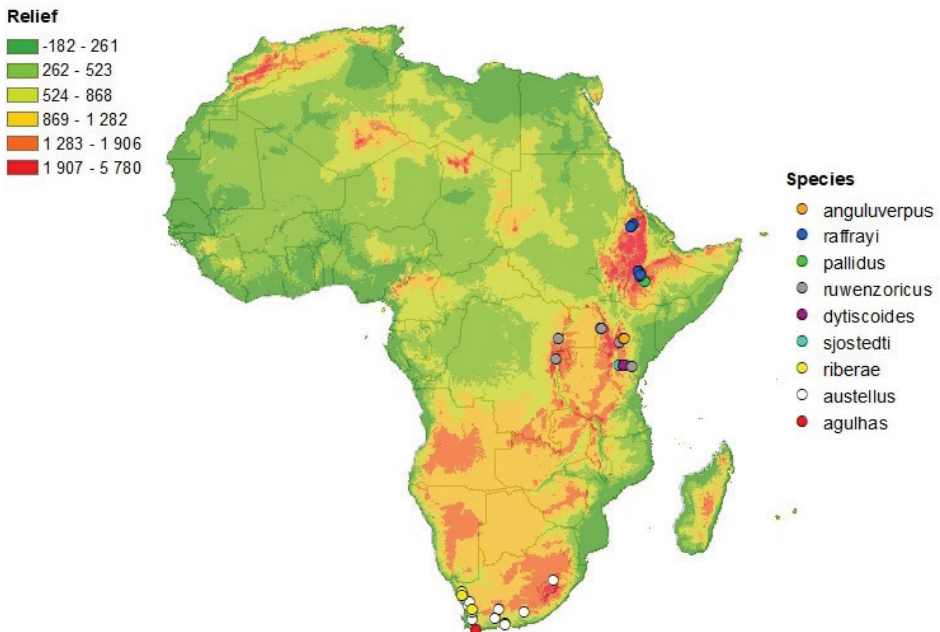 Relief
-182 - 261
262 - 523
524 - 868
869 - 1 282
1 283 - 1 906
1 907 - 5 780
Species
anguluverpus
raffrayi
pallidus
ruwenzoricus
dytiscoides
sjostedti
riberae
austellus
agulhas